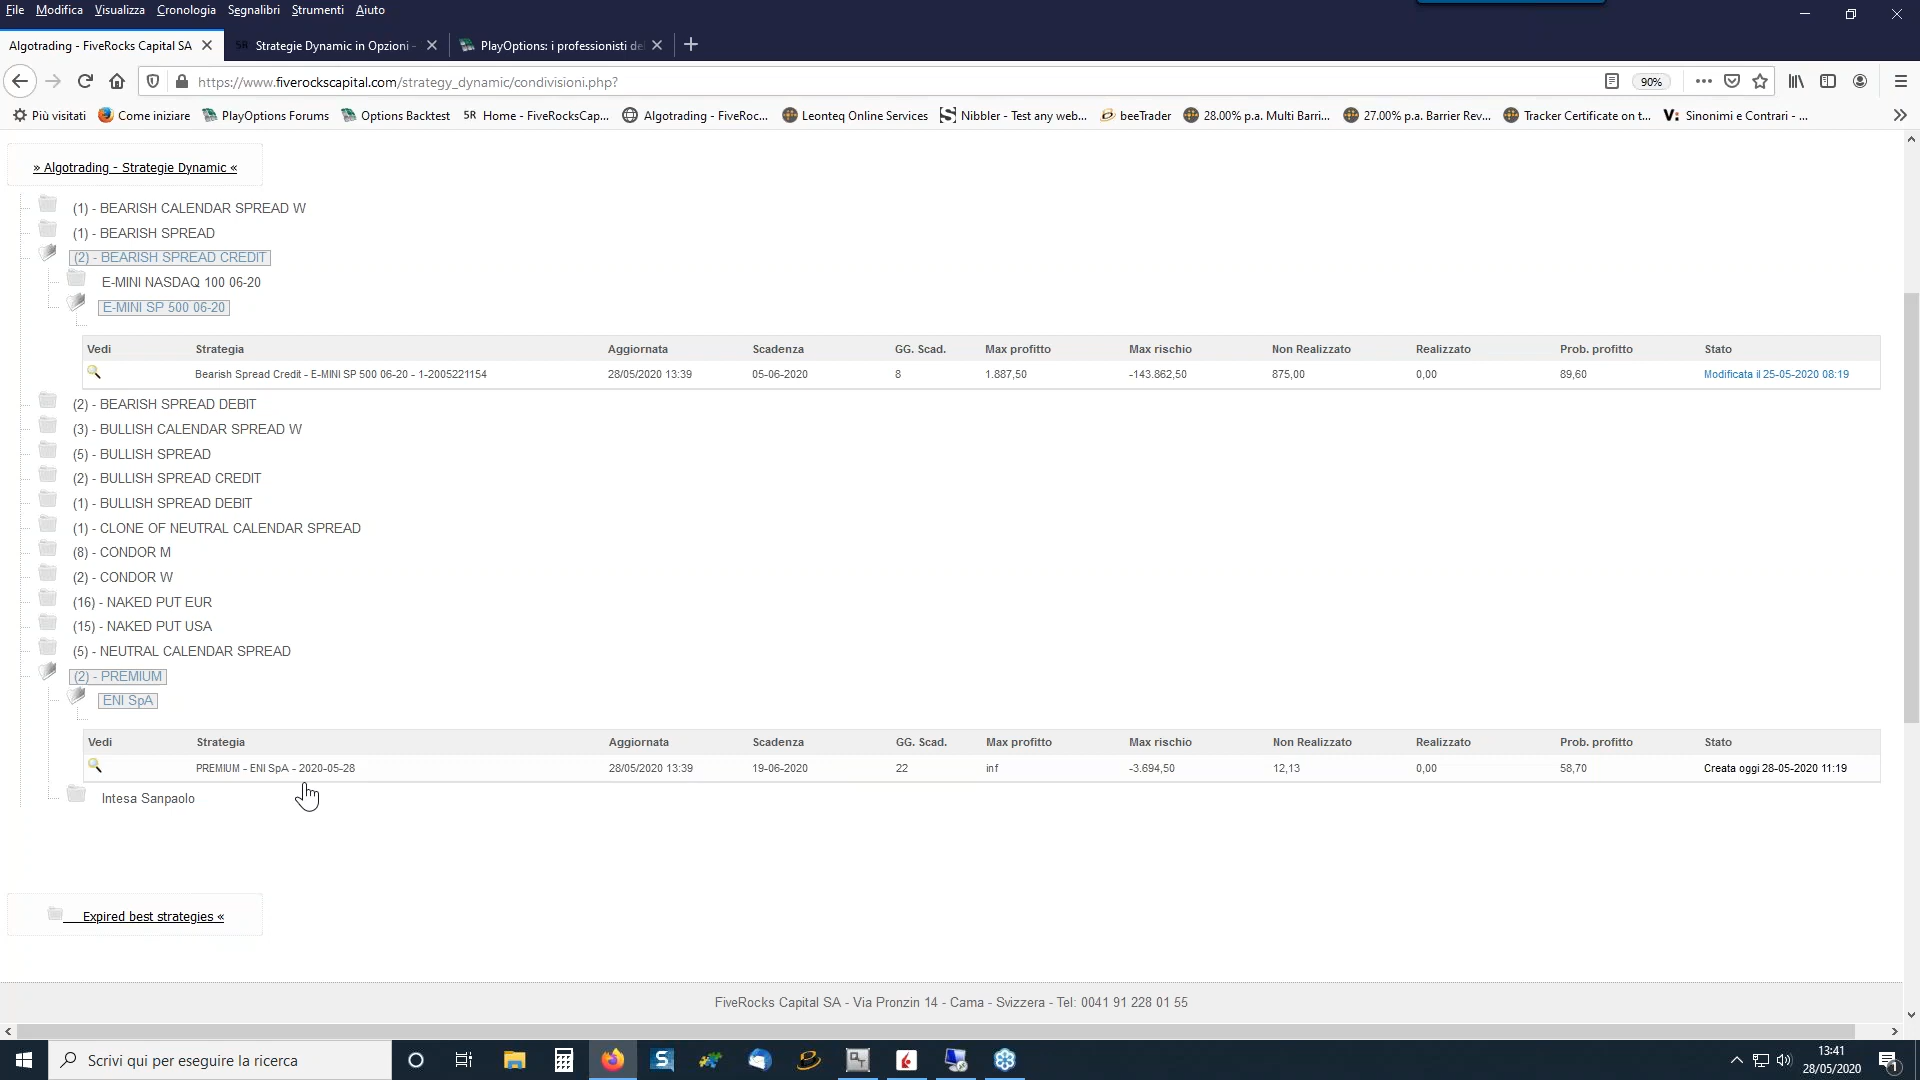 File Modifica Visualizza Cronologia Segnalibri Strumenti Aiuto
Algotrading - FiveRocks Capital SA
5R Strategie Dynamic in Opzioni -
PlayOptions: i professionisti de
https://www.fiverockscapital.com/strategy_dynamic/condivisioni.php?
90%
Più visitati Come iniziare PlayOptions Forums Options Backtest 5R Home - FiveRocksCap... Algotrading - FiveRoc... Leonteq Online Services Nibbler - Test any web... beeTrader 28.00% p.a. Multi Barri... 27.00% p.a. Barrier Rev... Tracker Certificate on t... V: Sinonimi e Contrari - ...
» Algotrading - Strategie Dynamic «
(1) - BEARISH CALENDAR SPREAD W
(1) - BEARISH SPREAD
(2) - BEARISH SPREAD CREDIT
E-MINI NASDAQ 100 06-20
E-MINI SP 500 06-20
Vedi Strategia Aggiornata Scadenza GG. Scad. Max profitto Max rischio Non Realizzato Realizzato Prob. profitto Stato
Bearish Spread Credit - E-MINI SP 500 06-20 - 1-2005221154 28/05/2020 13:39 05-06-2020 8 1.887,50 -143.862,50 875,00 0,00 89,60 Modificata il 25-05-2020 08:19
(2) - BEARISH SPREAD DEBIT
(3) - BULLISH CALENDAR SPREAD W
(5) - BULLISH SPREAD
(2) - BULLISH SPREAD CREDIT
(1) - BULLISH SPREAD DEBIT
(1) - CLONE OF NEUTRAL CALENDAR SPREAD
(8) - CONDOR M
(2) - CONDOR W
(16) - NAKED PUT EUR
(15) - NAKED PUT USA
(5) - NEUTRAL CALENDAR SPREAD
(2) - PREMIUM
ENI SpA
Vedi Strategia Aggiornata Scadenza GG. Scad. Max profitto Max rischio Non Realizzato Realizzato Prob. profitto Stato
PREMIUM - ENI SpA - 2020-05-28 28/05/2020 13:39 19-06-2020 22 inf -3.694,50 12,13 0,00 58,70 Creata oggi 28-05-2020 11:19
Intesa Sanpaolo
Expired best strategies «
FiveRocks Capital SA - Via Pronzin 14 - Cama - Svizzera - Tel: 0041 91 228 01 55
Scrivi qui per eseguire la ricerca
13:41
28/05/2020
1